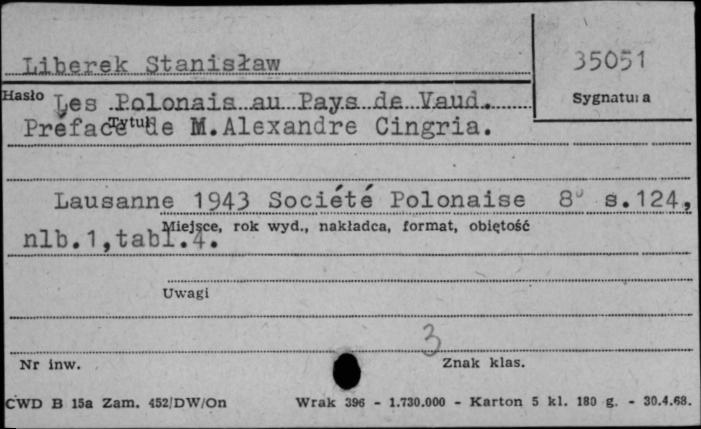 Liberek Stanisław
35051
Hasło
Sygnatura
Les Polonais au Pays de Vaud.
Tytuł
Préface de M.Alexandre Cingria.
Lausanne 1943 Société Polonaise 8° s.124,
Miejsce, rok wyd., nakładca, format, obiętość
nlb.1,tabl.4.
Uwagi
3
Nr inw.
Znak klas.
CWD B 15a Zam. 452/DW/On
Wrak 396 - 1.730.000 - Karton 5 kl. 180 g. - 30.4.68.